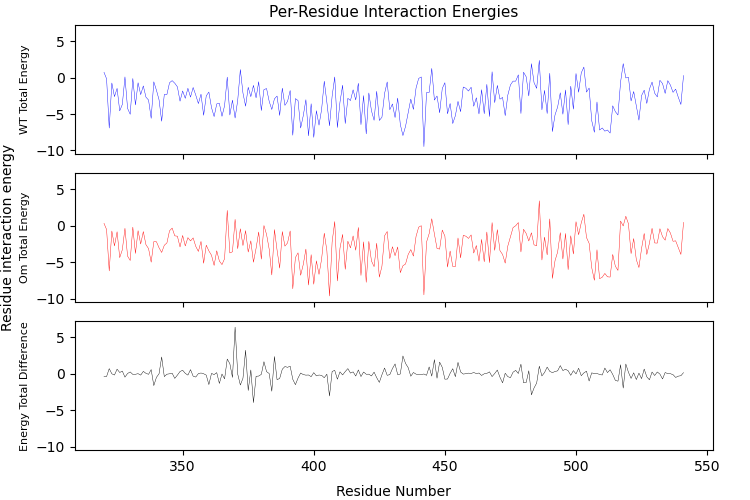 Per-Residue Interaction Energies
WT Total Energy
5
0
−5
−10
Residue interaction energy
Om Total Energy
5
0
−5
−10
Energy Total Difference
5
0
−5
−10
350 400 450 500 550
Residue Number